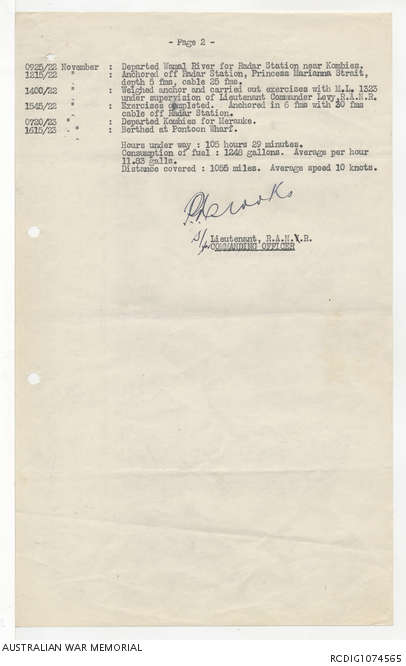 - Page 2 -
0925/22 November : Departed Wamal River for Radar Station near Kombies.
1215/22 " : Anchored off Radar Station, Princess Marianna Strait,
depth 5 fms, cable 25 fms.
1400/22 " : Weighed anchor and carried out exercises with M.L. 1323
under supervision of Lieutenant Commander Levy, R.A.N.R.
1545/22 " : Exercises completed. Anchored in 6 fms with 30 fms
cable off Radar Station.
0720/23 " : Departed Kombies for Merauke.
1615/23 . " : Berthed at Pontoon Wharf.
Hours under way : 105 hours 29 minutes.
Consumption of fuel : 1248 gallons. Average per hour
11.83 galls.
Distance covered : 1055 miles. Average speed 10 knots.
Lieutenant, R.A.N.V.R.
COMMANDING OFFICER
AUSTRALIAN WAR MEMORIAL
RCDIG1074565